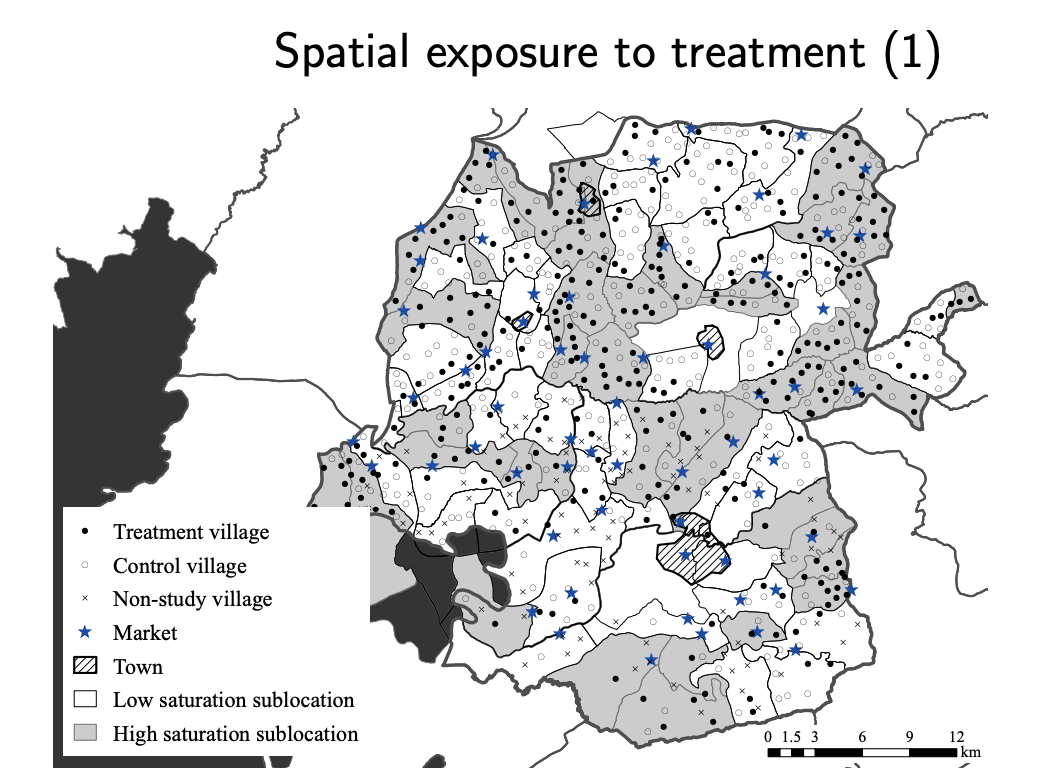 Spatial exposure to treatment (1)
Treatment village
Control village
Non-study village
Market
Town
Low saturation sublocation
High saturation sublocation
0 1.5 3 6 9 12
km